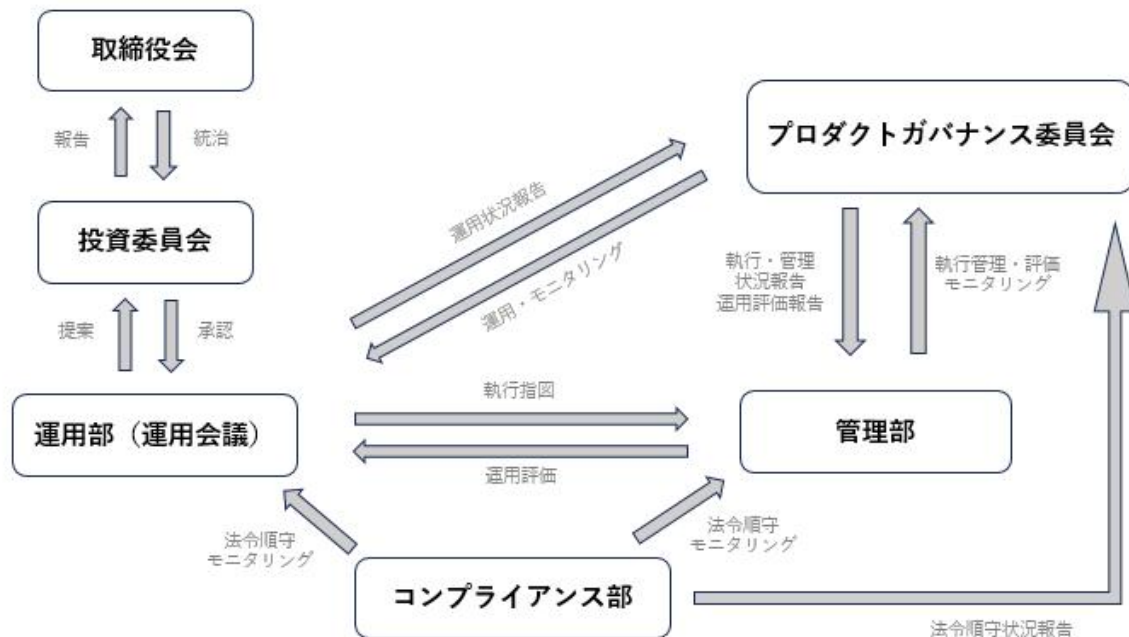 取締役会
報告
統治
投資委員会
提案
承認
運用部（運用会議）
プロダクトガバナンス委員会
運用状況報告
運用・モニタリング
執行・管理
状況報告
運用評価報告
執行管理・評価
モニタリング
執行指図
運用評価
管理部
法令順守
モニタリング
法令順守
モニタリング
コンプライアンス部
法令順守状況報告